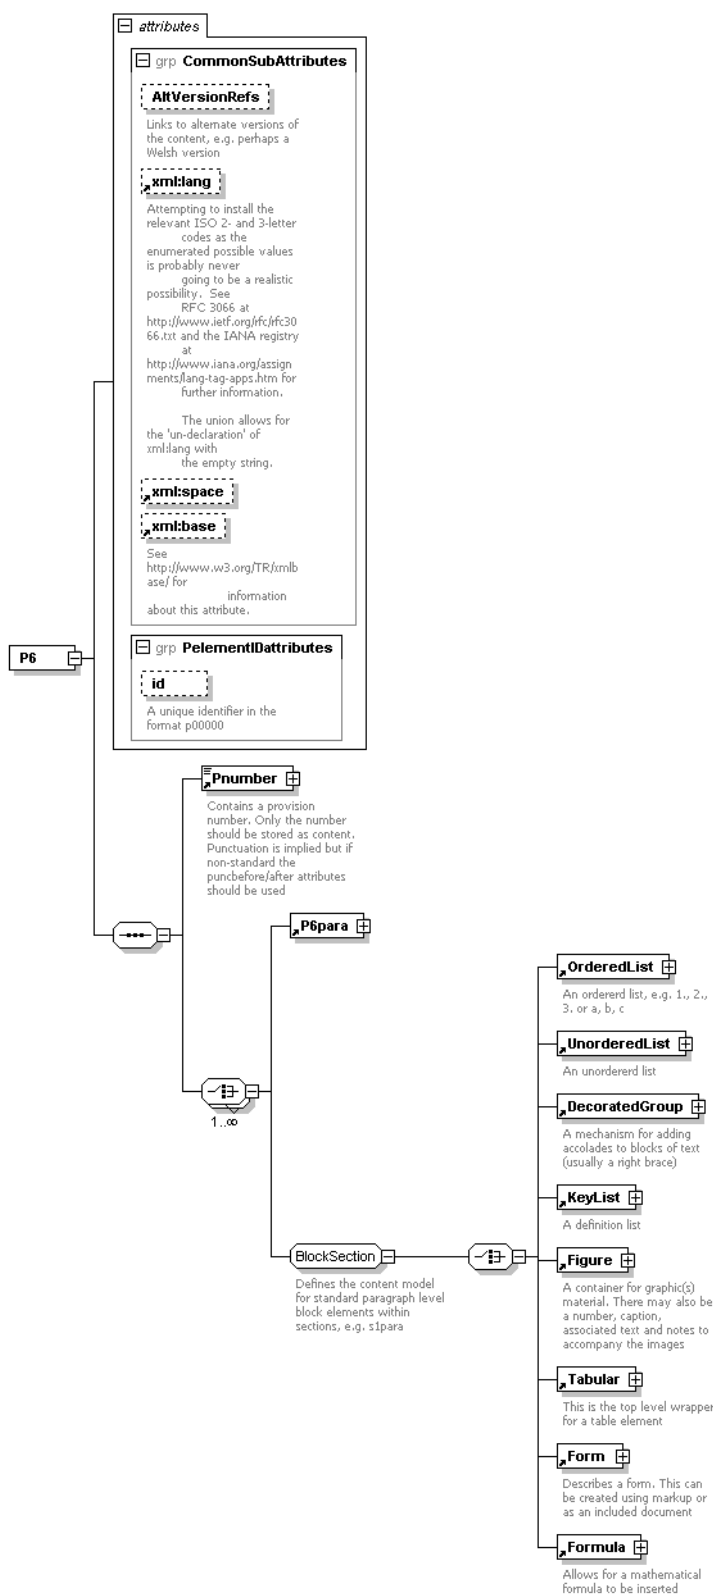 attributes
grp CommonSubAttributes
AltVersionRefs
Links to alternate versions of
the content, e.g. perhaps a
Welsh version
xml:lang
Attempting to install the
relevant ISO 2- and 3-letter
codes as the
enumerated possible values
is probably never
going to be a realistic
possibility. See
RFC 3066 at
http://www.ietf.org/rfc/rfc30
66.txt and the IANA registry
at
http://www.iana.org/assign
ments/lang-tag-apps.htm for
further information.
The union allows for
the 'un-declaration' of
xml:lang with
the empty string.
xml:space
xml:base
See
http://www.w3.org/TR/xmlb
ase/ for
information
about this attribute.
P6
grp PelementIDattributes
id
A unique identifier in the
format p00000
Pnumber
Contains a provision
number. Only the number
should be stored as content.
Punctuation is implied but if
non-standard the
puncbefore/after attributes
should be used
P6para
1..∞
BlockSection
Defines the content model
for standard paragraph level
block elements within
sections, e.g. s1para
OrderedList
An ordererd list, e.g. 1., 2.,
3. or a, b, c
UnorderedList
An unordererd list
DecoratedGroup
A mechanism for adding
accolades to blocks of text
(usually a right brace)
KeyList
A definition list
Figure
A container for graphic(s)
material. There may also be
a number, caption,
associated text and notes to
accompany the images
Tabular
This is the top level wrapper
for a table element
Form
Describes a form. This can
be created using markup or
as an included document
Formula
Allows for a mathematical
formula to be inserted